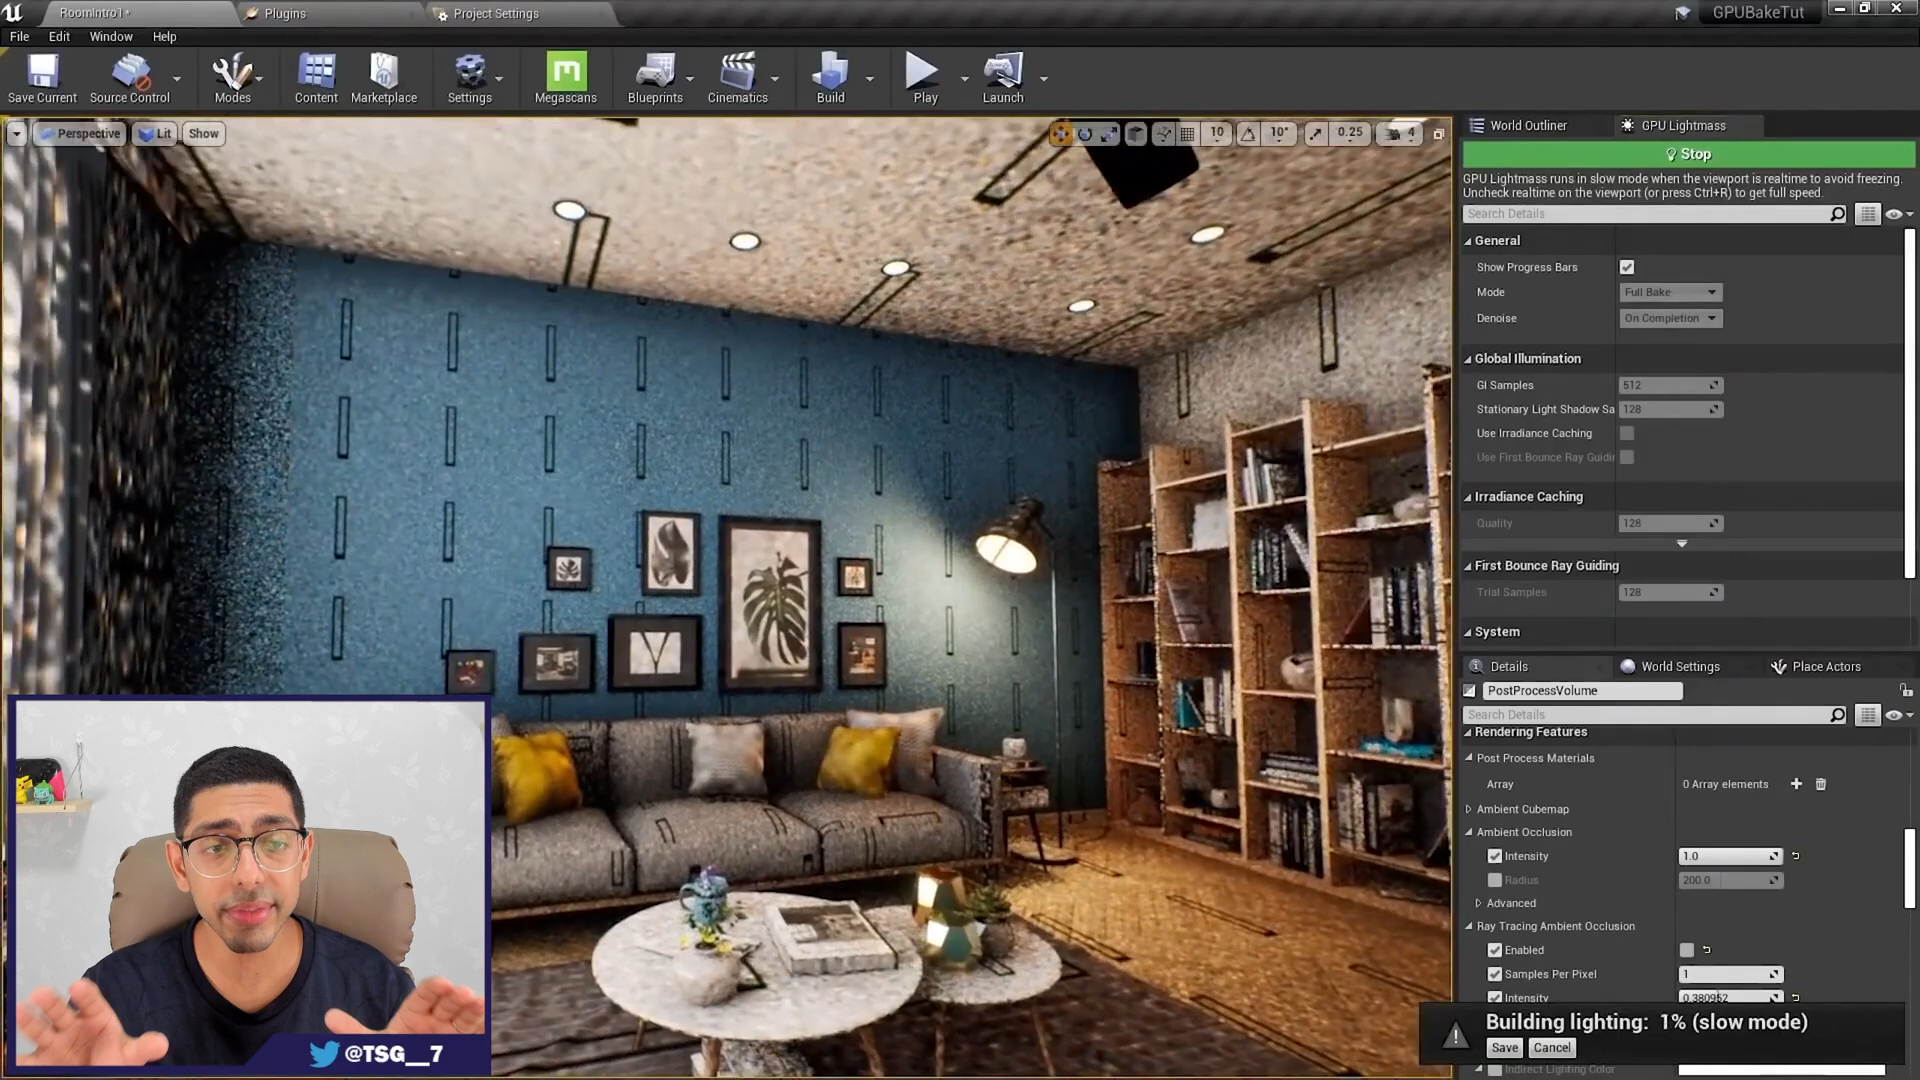 RoomIntro1*
Plugins
Project Settings
GPUBakeTut
File Edit Window Help
Save Current
Source Control
Modes
Content
Marketplace
Settings
Megascans
Blueprints
Cinematics
Build
Play
Launch
Perspective
Lit
Show
10
10°
0.25
4
World Outliner
GPU Lightmass
Stop
GPU Lightmass runs in slow mode when the viewport is realtime to avoid freezing.
Uncheck realtime on the viewport (or press Ctrl+R) to get full speed.
Search Details
General
Show Progress Bars
Mode Full Bake
Denoise On Completion
Global Illumination
GI Samples 512
Stationary Light Shadow Sa 128
Use Irradiance Caching
Use First Bounce Ray Guidin
Irradiance Caching
Quality 128
First Bounce Ray Guiding
Trial Samples 128
System
Details
World Settings
Place Actors
PostProcessVolume
Search Details
Rendering Features
Post Process Materials
Array 0 Array elements
Ambient Cubemap
Ambient Occlusion
Intensity 1.0
Radius 200.0
Advanced
Ray Tracing Ambient Occlusion
Enabled
Samples Per Pixel 1
Intensity 0.380952
Building lighting: 1% (slow mode)
Save Cancel
Indirect Lighting Color
@TSG__7